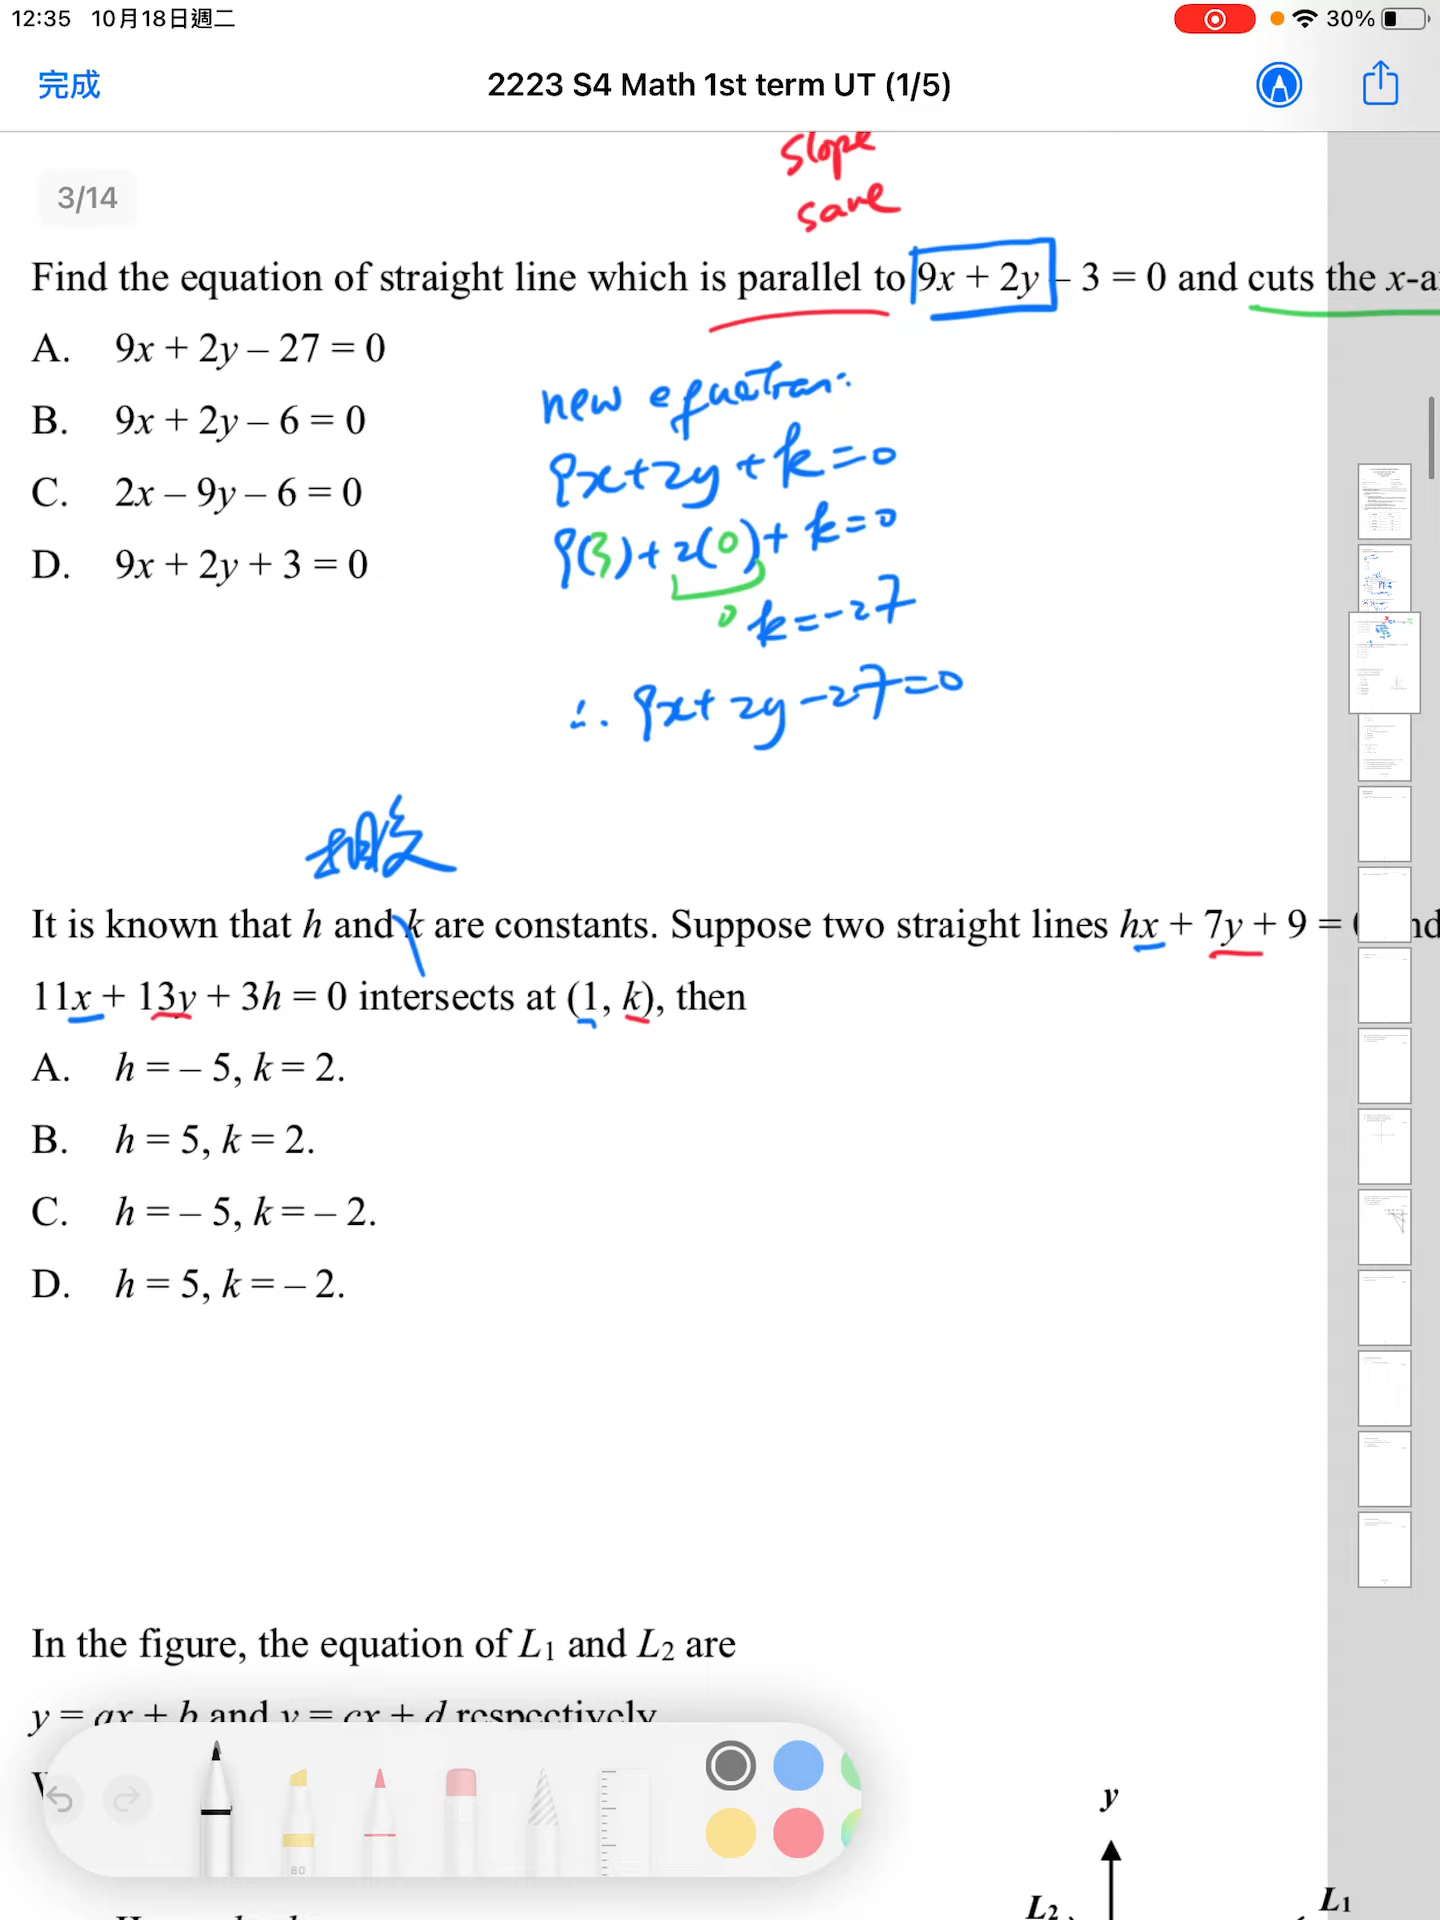 12:35 10月18日週二
30%
完成
2223 S4 Math 1st term UT (1/5)
slope
same
3/14
Find the equation of straight line which is parallel to 9x + 2y – 3 = 0 and cuts the x-a
A. 9x + 2y – 27 = 0
B. 9x + 2y – 6 = 0
C. 2x – 9y – 6 = 0
D. 9x + 2y + 3 = 0
new equation:
9x+2y+k=0
9(3)+2(0)+k=0
0
k=-27
∴ 9x+2y-27=0
It is known that h and k are constants. Suppose two straight lines hx + 7y + 9 = 0 and
11x + 13y + 3h = 0 intersects at (1, k), then
A. h = – 5, k = 2.
B. h = 5, k = 2.
C. h = – 5, k = – 2.
D. h = 5, k = – 2.
In the figure, the equation of L1 and L2 are
y = ax + b and y = cx + d respectively
80
y
L2
L1